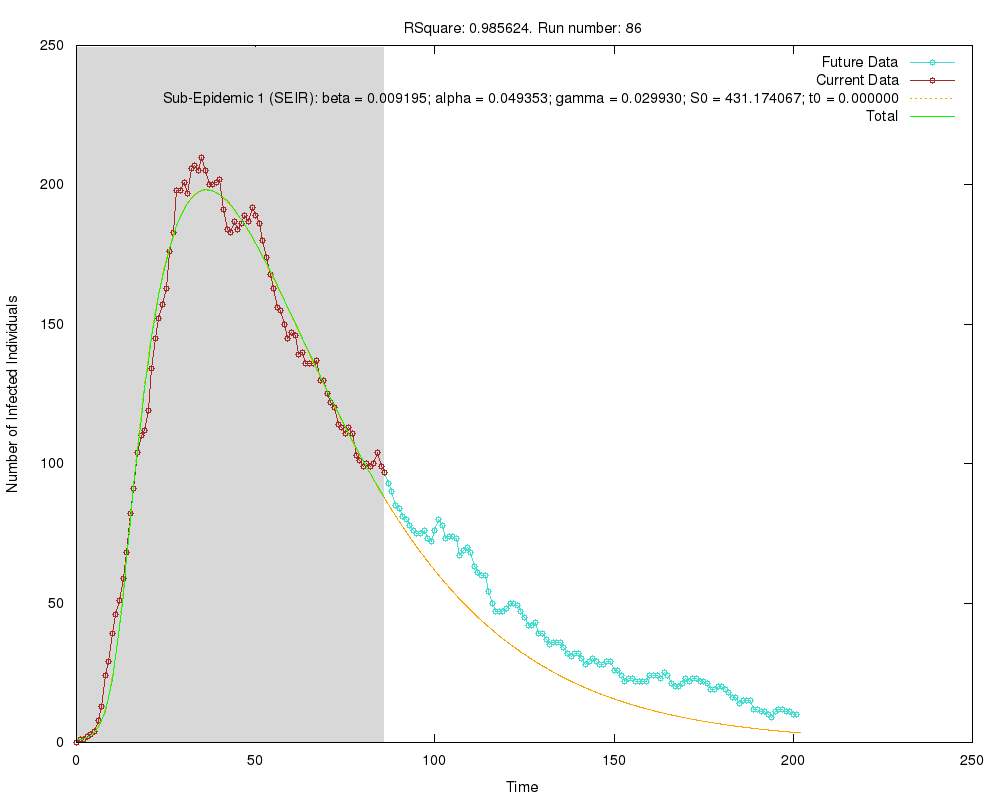 RSquare: 0.985624. Run number: 86
250
200
150
100
50
0
0
50
100
150
200
250
Number of Infected Individuals
Time
Future Data
Current Data
Sub-Epidemic 1 (SEIR): beta = 0.009195; alpha = 0.049353; gamma = 0.029930; S0 = 431.174067; t0 = 0.000000
Total